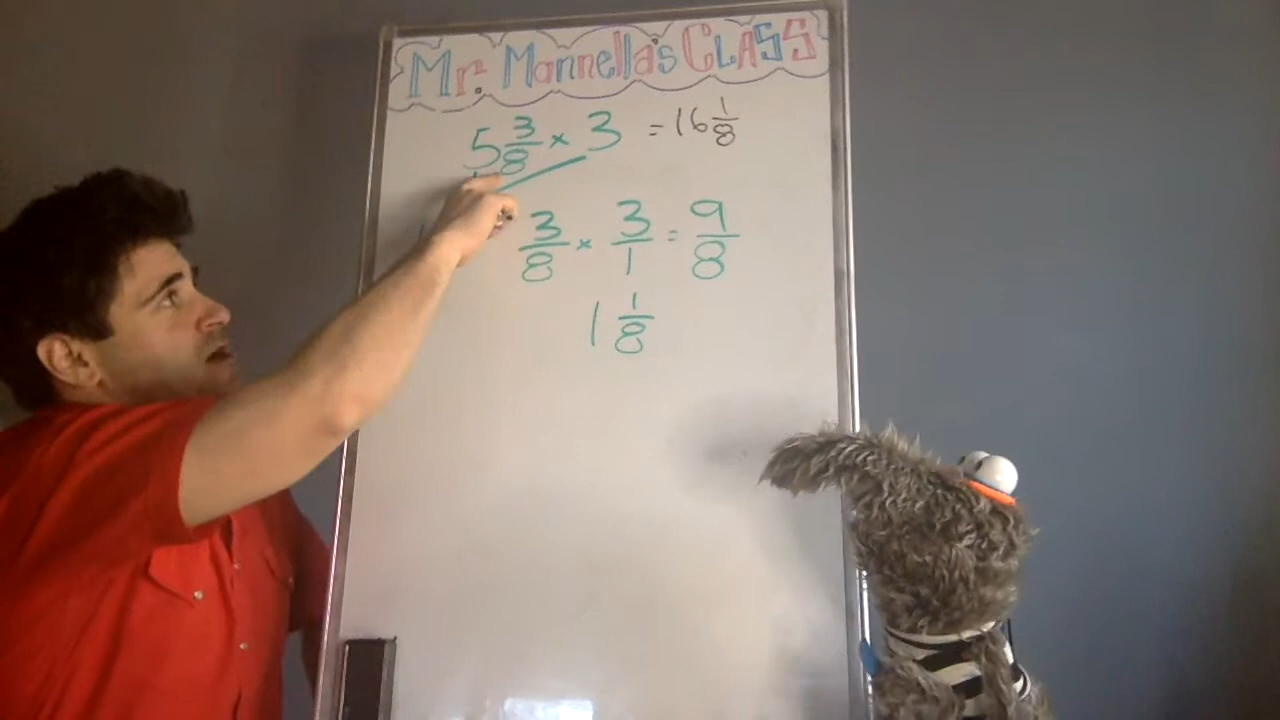 Mr. Mannella's CLASS
5 3/8 × 3 = 16 1/8
3/8 × 3/1 = 9/8
1 1/8